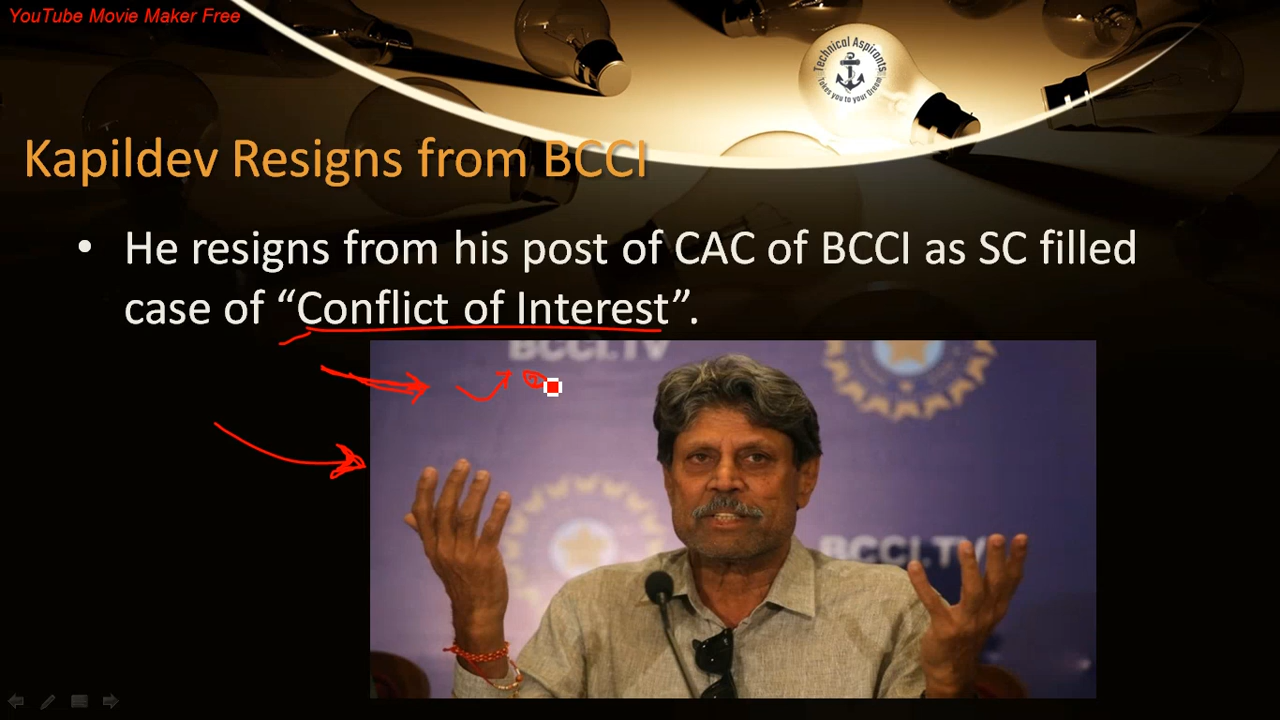 YouTube Movie Maker Free
Technical Aspirants
Takes you to your Dream
Kapildev Resigns from BCCI
• He resigns from his post of CAC of BCCI as SC filled
case of “Conflict of Interest”.
BCCI.TV
BCCI.TV